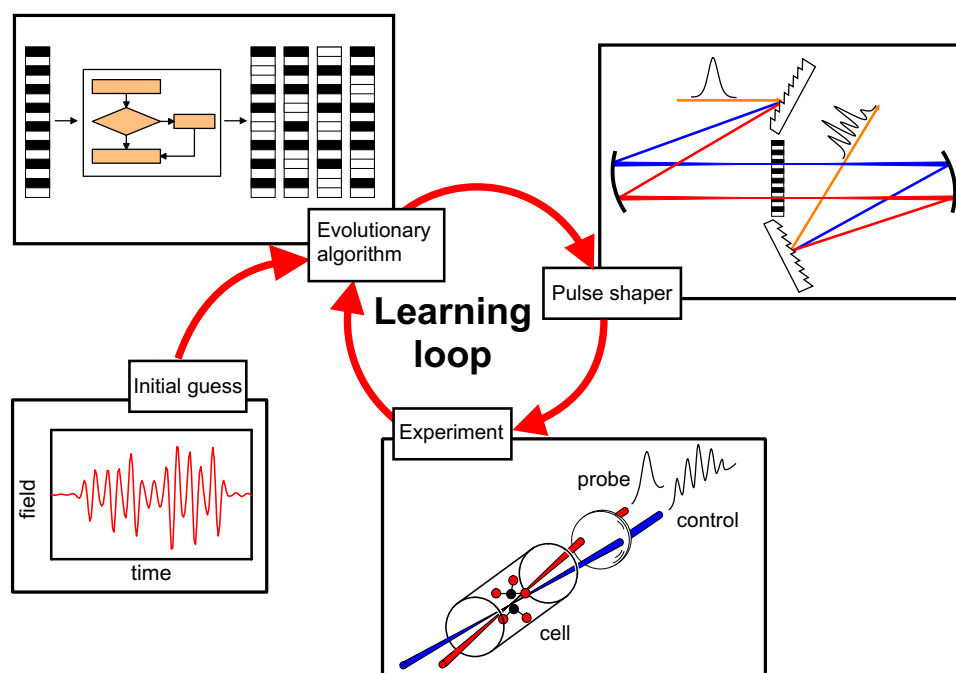 Evolutionary
algorithm
Pulse shaper
Learning
loop
Initial guess
Experiment
field
time
probe
control
cell